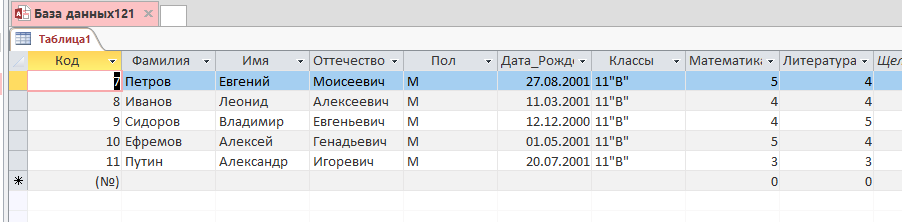 База данных121
Таблица1
Код Фамилия Имя Оттечество Пол Дата_Рожд Классы Математика Литература Щел
7 Петров Евгений Моисеевич М 27.08.2001 11"В" 5 4
8 Иванов Леонид Алексеевич М 11.03.2001 11"В" 4 4
9 Сидоров Владимир Евгеньевич М 12.12.2000 11"В" 4 5
10 Ефремов Алексей Генадьевич М 01.05.2001 11"В" 5 4
11 Путин Александр Игоревич М 20.07.2001 11"В" 3 3
(№) 0 0